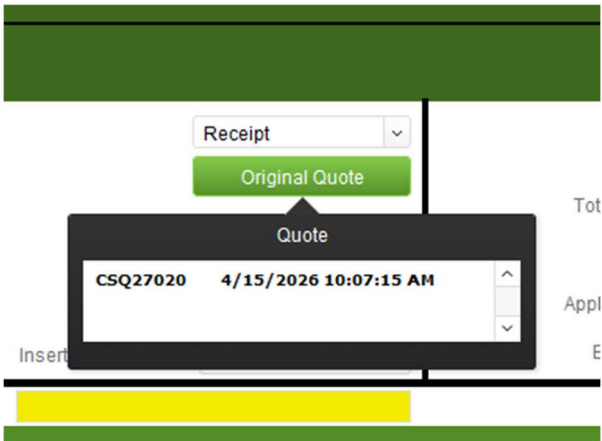 Receipt
Original Quote
Tot
Quote
CSQ27020 4/15/2026 10:07:15 AM
Appl
Insert
E